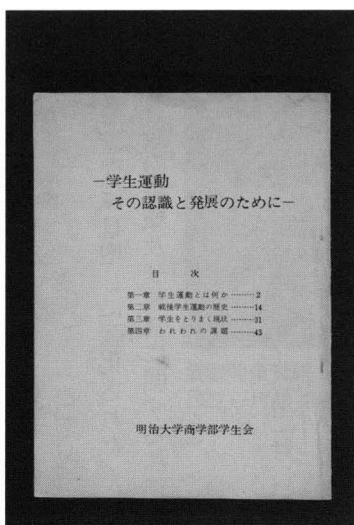 －学生運動
その認識と発展のために－
目　次
第一章　学生運動とは何か………2
第二章　戦後学生運動の歴史……14
第三章　学生をとりまく現状……31
第四章　われわれの課題………43
明治大学商学部学生会